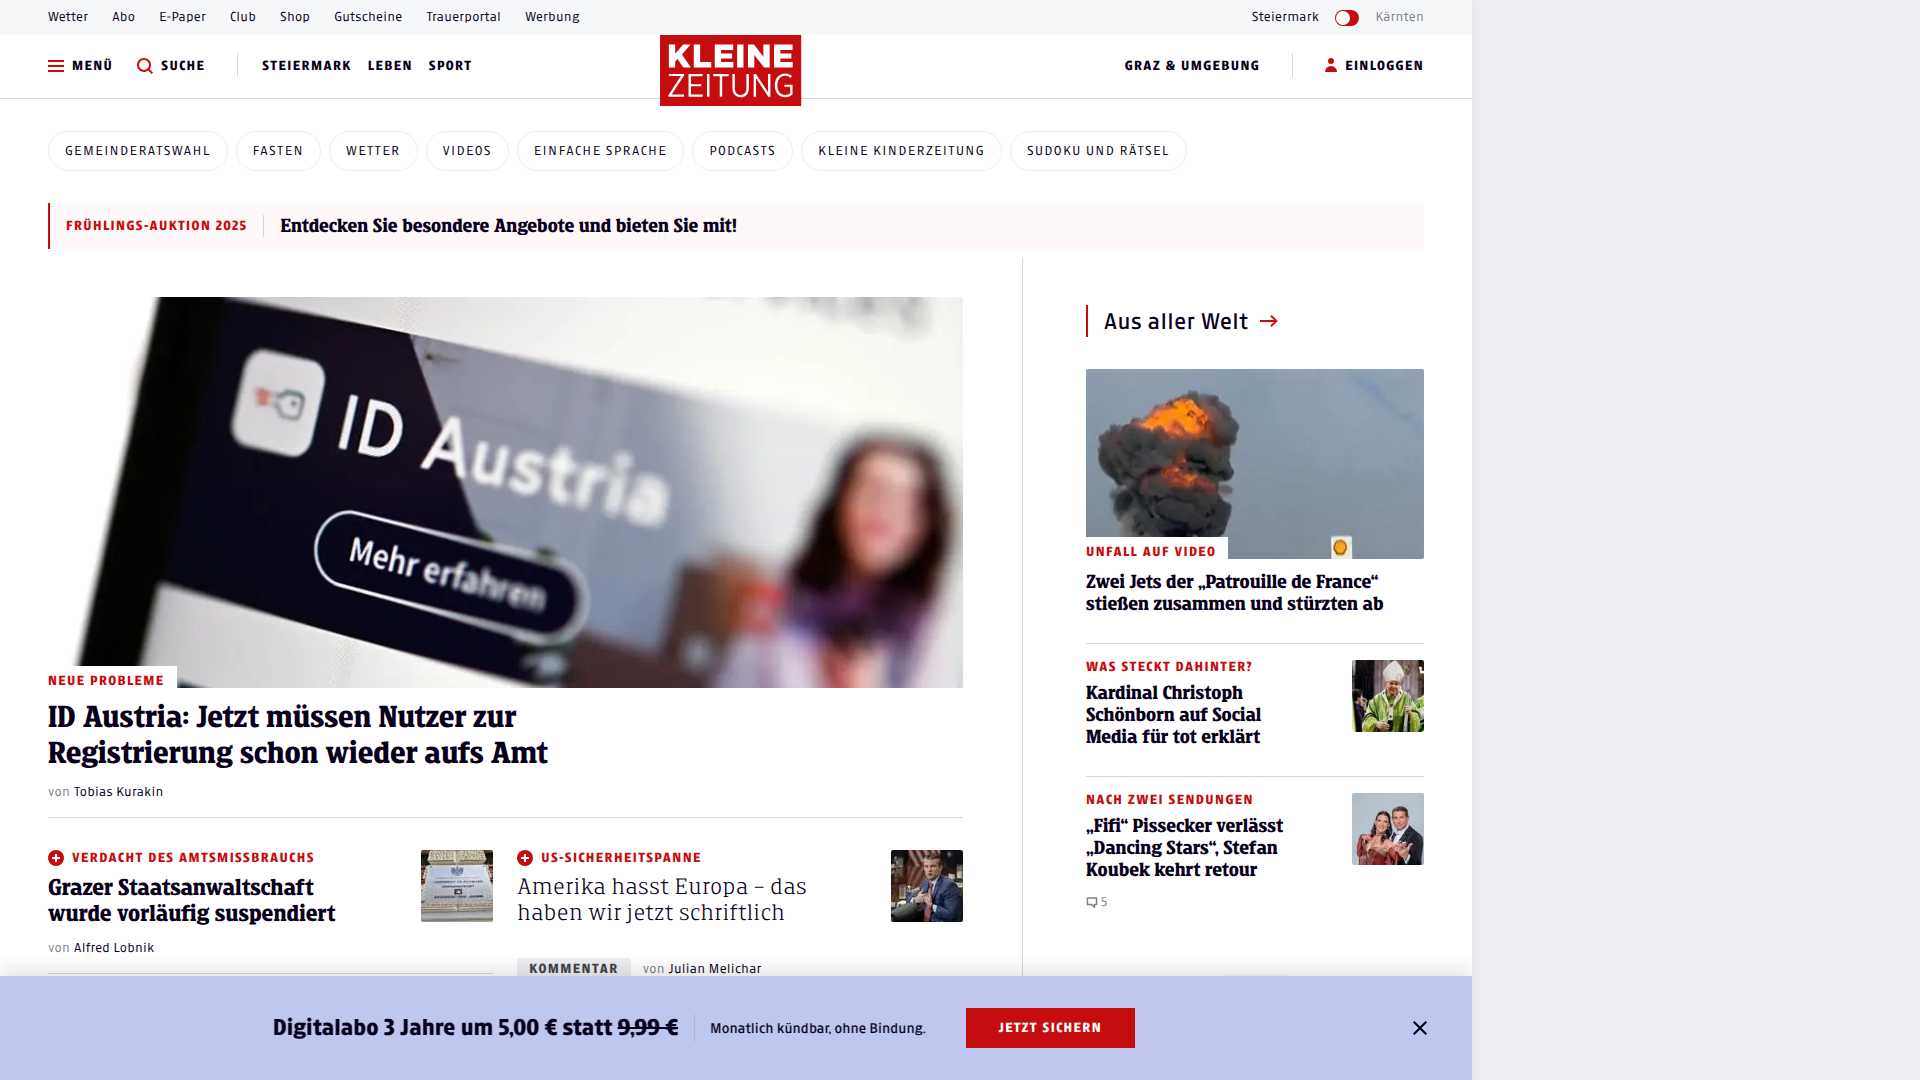 Wetter Abo E-Paper Club Shop Gutscheine Trauerportal Werbung Steiermark Kärnten
MENÜ SUCHE STEIERMARK LEBEN SPORT KLEINE ZEITUNG GRAZ & UMGEBUNG EINLOGGEN
GEMEINDERATSWAHL FASTEN WETTER VIDEOS EINFACHE SPRACHE PODCASTS KLEINE KINDERZEITUNG SUDOKU UND RÄTSEL
FRÜHLINGS-AUKTION 2025 Entdecken Sie besondere Angebote und bieten Sie mit!
ID Austria
Mehr erfahren
NEUE PROBLEME
ID Austria: Jetzt müssen Nutzer zur
Registrierung schon wieder aufs Amt
von Tobias Kurakin
VERDACHT DES AMTSMISSBRAUCHS
Grazer Staatsanwaltschaft
wurde vorläufig suspendiert
von Alfred Lobnik
US-SICHERHEITSPANNE
Amerika hasst Europa – das
haben wir jetzt schriftlich
KOMMENTAR von Julian Melichar
Aus aller Welt
UNFALL AUF VIDEO
Zwei Jets der „Patrouille de France“
stießen zusammen und stürzten ab
WAS STECKT DAHINTER?
Kardinal Christoph
Schönborn auf Social
Media für tot erklärt
NACH ZWEI SENDUNGEN
„Fifi“ Pissecker verlässt
„Dancing Stars“, Stefan
Koubek kehrt retour
5
Digitalabo 3 Jahre um 5,00 € statt 9,99 € Monatlich kündbar, ohne Bindung. JETZT SICHERN